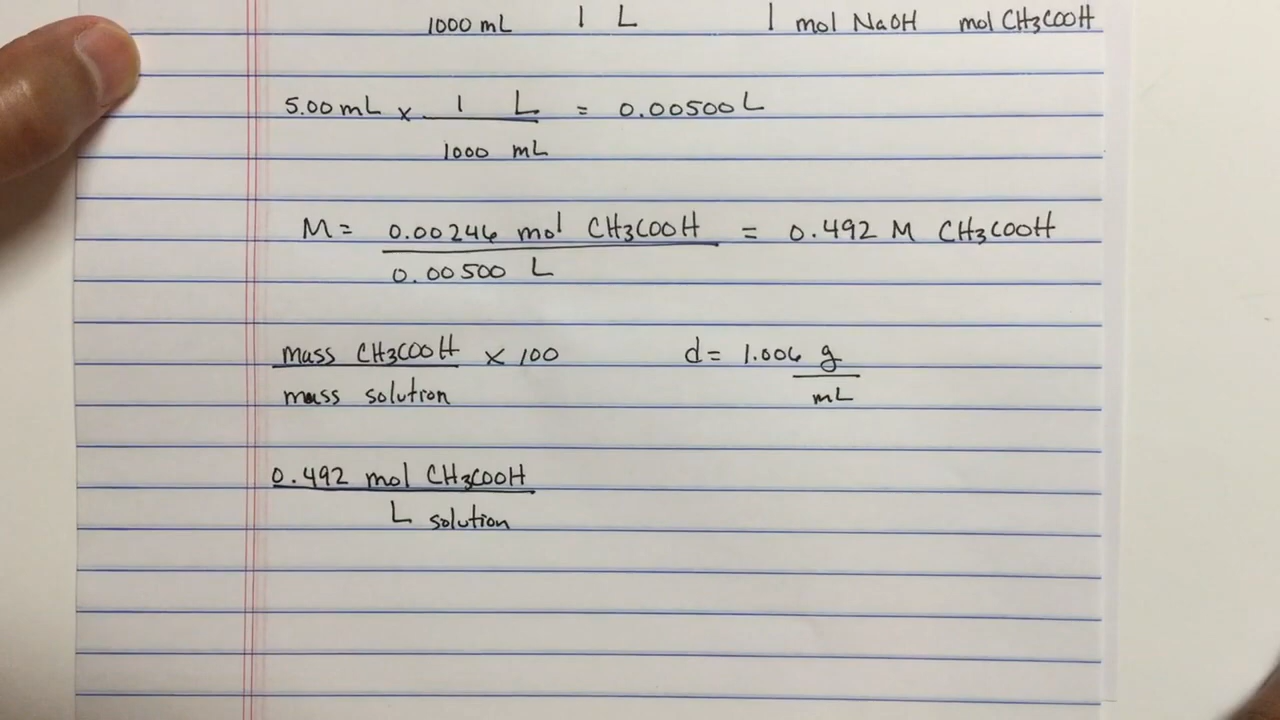 1000 mL 1 L 1 mol NaOH mol CH3COOH
5.00 mL x 1 L = 0.00500 L
1000 mL
M = 0.00246 mol CH3COOH = 0.492 M CH3COOH
0.00500 L
mass CH3COOH x 100 d = 1.006 g
mass solution mL
0.492 mol CH3COOH
L solution